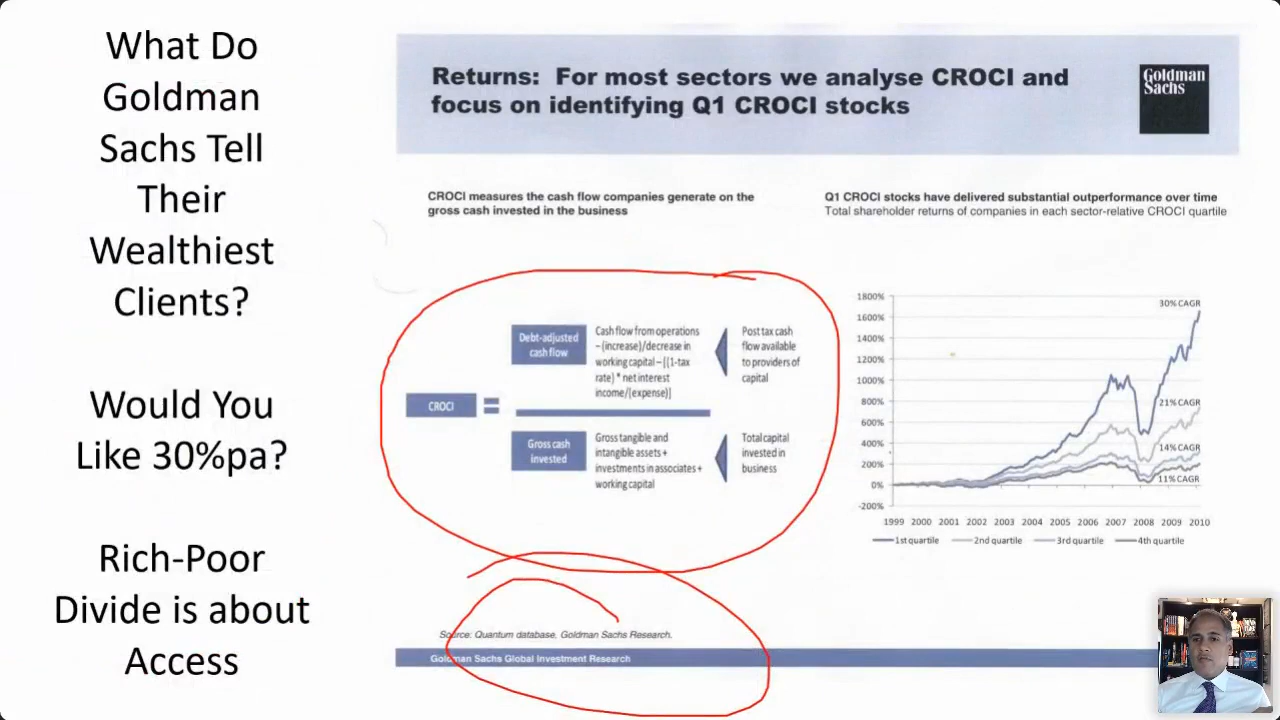 What Do
Goldman
Sachs Tell
Their
Wealthiest
Clients?
Would You
Like 30%pa?
Rich-Poor
Divide is about
Access
Returns: For most sectors we analyse CROCI and
focus on identifying Q1 CROCI stocks
Goldman
Sachs
CROCI measures the cash flow companies generate on the
gross cash invested in the business
CROCI
=
Debt-adjusted
cash flow
Cash flow from operations
–(increase)/decrease in
working capital – [(1-tax
rate) * net interest
income/(expense)]
Post tax cash
flow available
to providers of
capital
Gross cash
invested
Gross tangible and
intangible assets +
investments in associates +
working capital
Total capital
invested in
business
Q1 CROCI stocks have delivered substantial outperformance over time
Total shareholder returns of companies in each sector-relative CROCI quartile
1800%
1600%
1400%
1200%
1000%
800%
600%
400%
200%
0%
-200%
30% CAGR
21% CAGR
14% CAGR
11% CAGR
1999 2000 2001 2002 2003 2004 2005 2006 2007 2008 2009 2010
1st quartile 2nd quartile 3rd quartile 4th quartile
Source: Quantum database, Goldman Sachs Research.
Goldman Sachs Global Investment Research